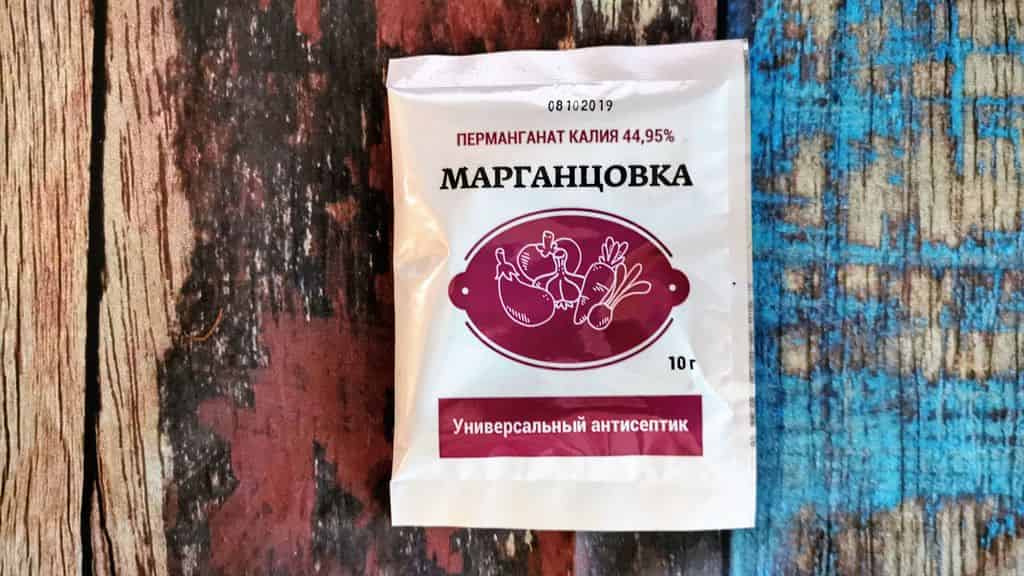 08102019
ПЕРМАНГАНАТ КАЛИЯ 44,95%
МАРГАНЦОВКА
10 г
Универсальный антисептик